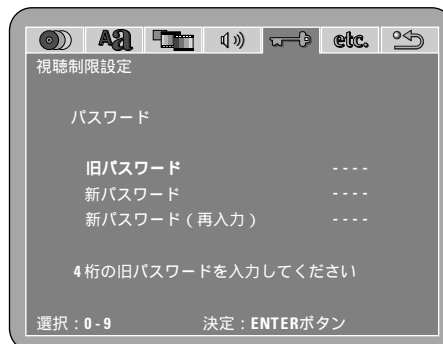 Aあ etc.
視聴制限設定
パスワード
旧パスワード ----
新パスワード ----
新パスワード（再入力） ----
4桁の旧パスワードを入力してください
選択：0-9 決定：ENTERボタン